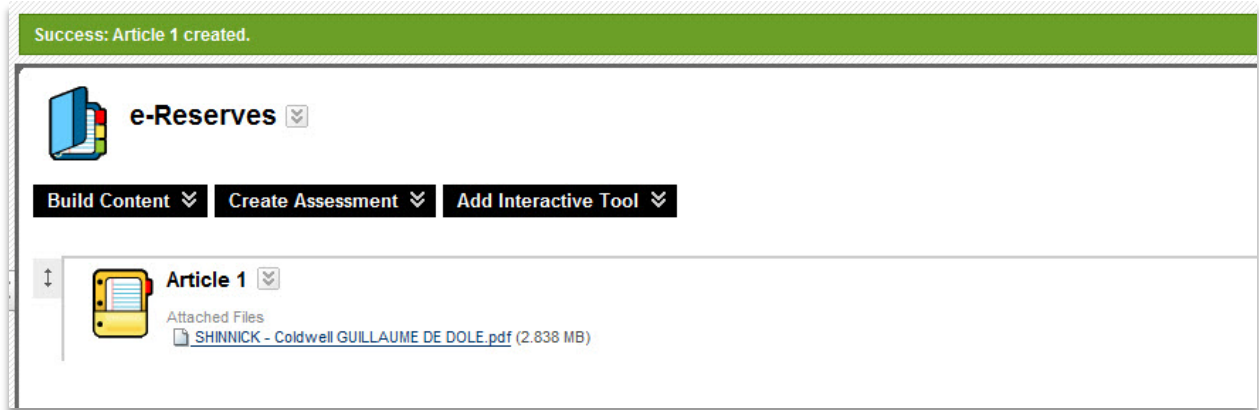 Success: Article 1 created.
e-Reserves
Build Content Create Assessment Add Interactive Tool
Article 1
Attached Files
SHINNICK - Coldwell GUILLAUME DE DOLE.pdf (2.838 MB)